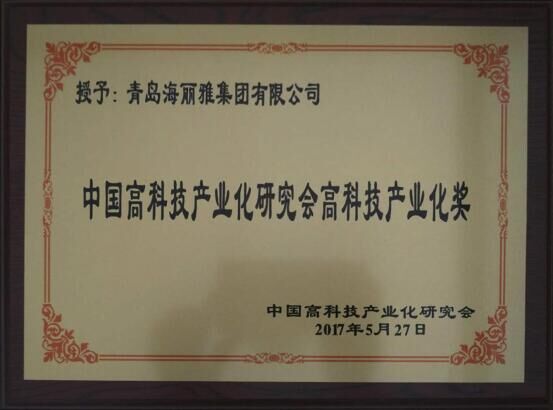 授予：青岛海丽雅集团有限公司
中国高科技产业化研究会高科技产业化奖
中国高科技产业化研究会
2017年5月27日